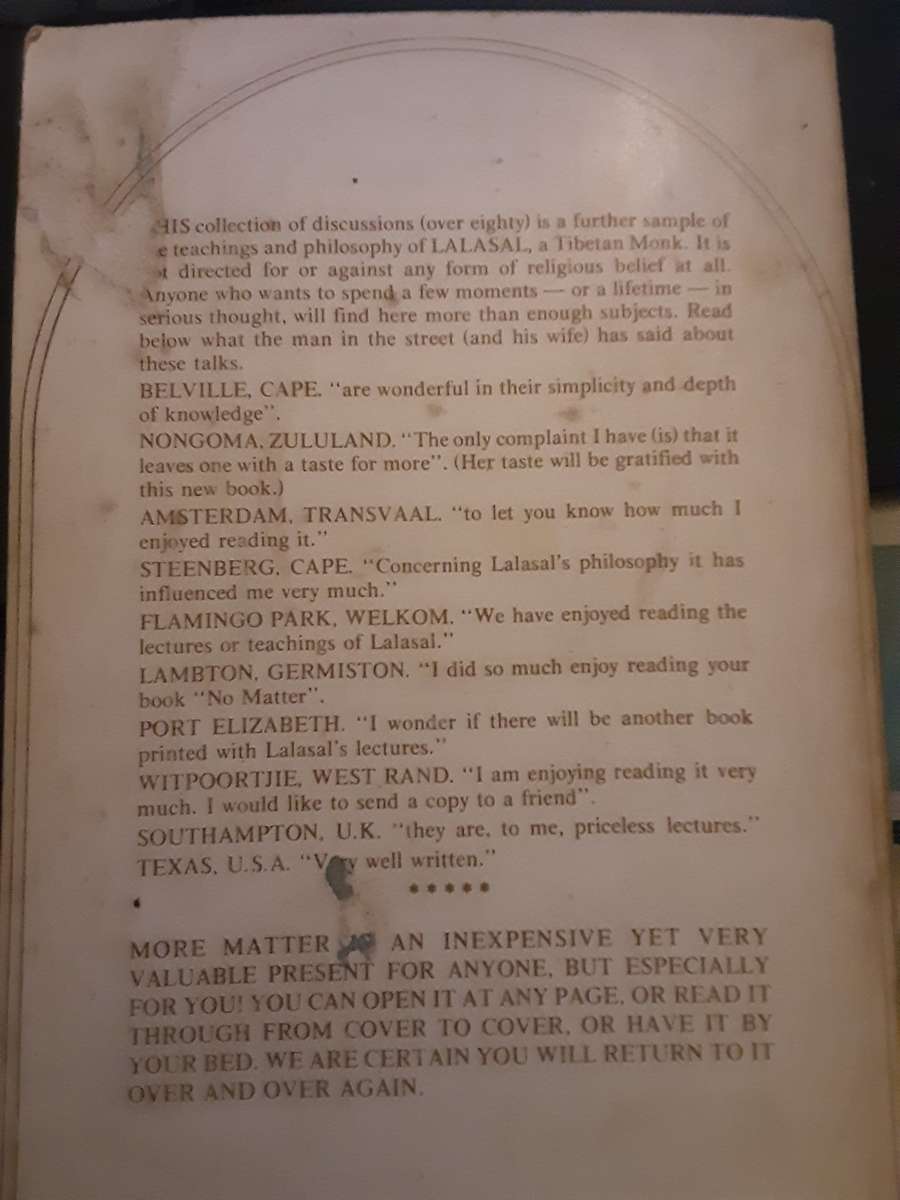 HIS collection of discussions (over eighty) is a further sample of
e teachings and philosophy of LALASAL, a Tibetan Monk. It is
t directed for or against any form of religious belief at all.
Anyone who wants to spend a few moments — or a lifetime — in
serious thought, will find here more than enough subjects. Read
below what the man in the street (and his wife) has said about
these talks.
BELVILLE, CAPE. "are wonderful in their simplicity and depth
of knowledge".
NONGOMA, ZULULAND. "The only complaint I have (is) that it
leaves one with a taste for more". (Her taste will be gratified with
this new book.)
AMSTERDAM, TRANSVAAL. "to let you know how much I
enjoyed reading it."
STEENBERG, CAPE. "Concerning Lalasal's philosophy it has
influenced me very much."
FLAMINGO PARK, WELKOM. "We have enjoyed reading the
lectures or teachings of Lalasal."
LAMBTON, GERMISTON. "I did so much enjoy reading your
book "No Matter".
PORT ELIZABETH. "I wonder if there will be another book
printed with Lalasal's lectures."
WITPOORTJIE, WEST RAND. "I am enjoying reading it very
much. I would like to send a copy to a friend".
SOUTHAMPTON, U.K. "they are, to me, priceless lectures."
TEXAS, U.S.A. "Very well written."
*****
MORE MATTER IS AN INEXPENSIVE YET VERY
VALUABLE PRESENT FOR ANYONE, BUT ESPECIALLY
FOR YOU! YOU CAN OPEN IT AT ANY PAGE, OR READ IT
THROUGH FROM COVER TO COVER, OR HAVE IT BY
YOUR BED. WE ARE CERTAIN YOU WILL RETURN TO IT
OVER AND OVER AGAIN.